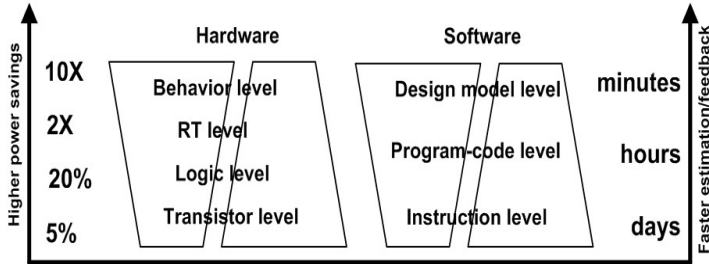 Hardware
Software
Higher power savings
10X
2X
20%
5%
Behavior level
RT level
Logic level
Transistor level
Design model level
Program-code level
Instruction level
minutes
hours
days
Faster estimation/feedback